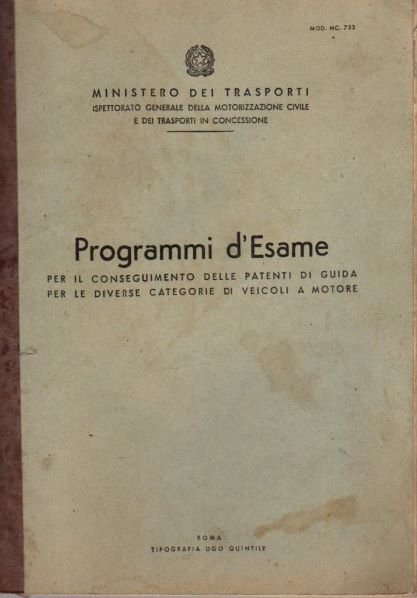 MOD. MC. 753
MINISTERO DEI TRASPORTI
ISPETTORATO GENERALE DELLA MOTORIZZAZIONE CIVILE
E DEI TRASPORTI IN CONCESSIONE
Programmi d'Esame
PER IL CONSEGUIMENTO DELLE PATENTI DI GUIDA
PER LE DIVERSE CATEGORIE DI VEICOLI A MOTORE
ROMA
TIPOGRAFIA UGO QUINTILY